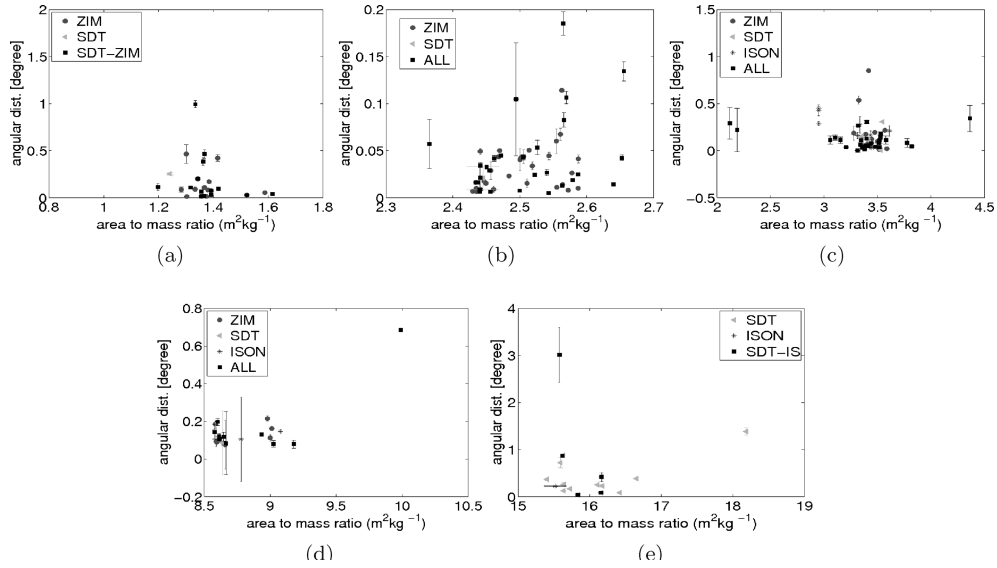 ZIM
SDT
SDT-ZIM
angular dist. [degree]
2
1.5
1
0.5
0
0.8 1 1.2 1.4 1.6 1.8
area to mass ratio (m²kg⁻¹)
(a)
ZIM
SDT
ALL
angular dist. [degree]
0.2
0.15
0.1
0.05
0
2.3 2.4 2.5 2.6 2.7
area to mass ratio (m²kg⁻¹)
(b)
ZIM
SDT
ISON
ALL
angular dist. [degree]
1.5
1
0.5
0
−0.5
2 2.5 3 3.5 4 4.5
area to mass ratio (m²kg⁻¹)
(c)
ZIM
SDT
ISON
ALL
angular dist. [degree]
0.8
0.6
0.4
0.2
0
−0.2
8.5 9 9.5 10 10.5
area to mass ratio (m²kg⁻¹)
(d)
SDT
ISON
SDT-IS
angular dist. [degree]
4
3
2
1
0
15 16 17 18 19
area to mass ratio (m²kg⁻¹)
(e)